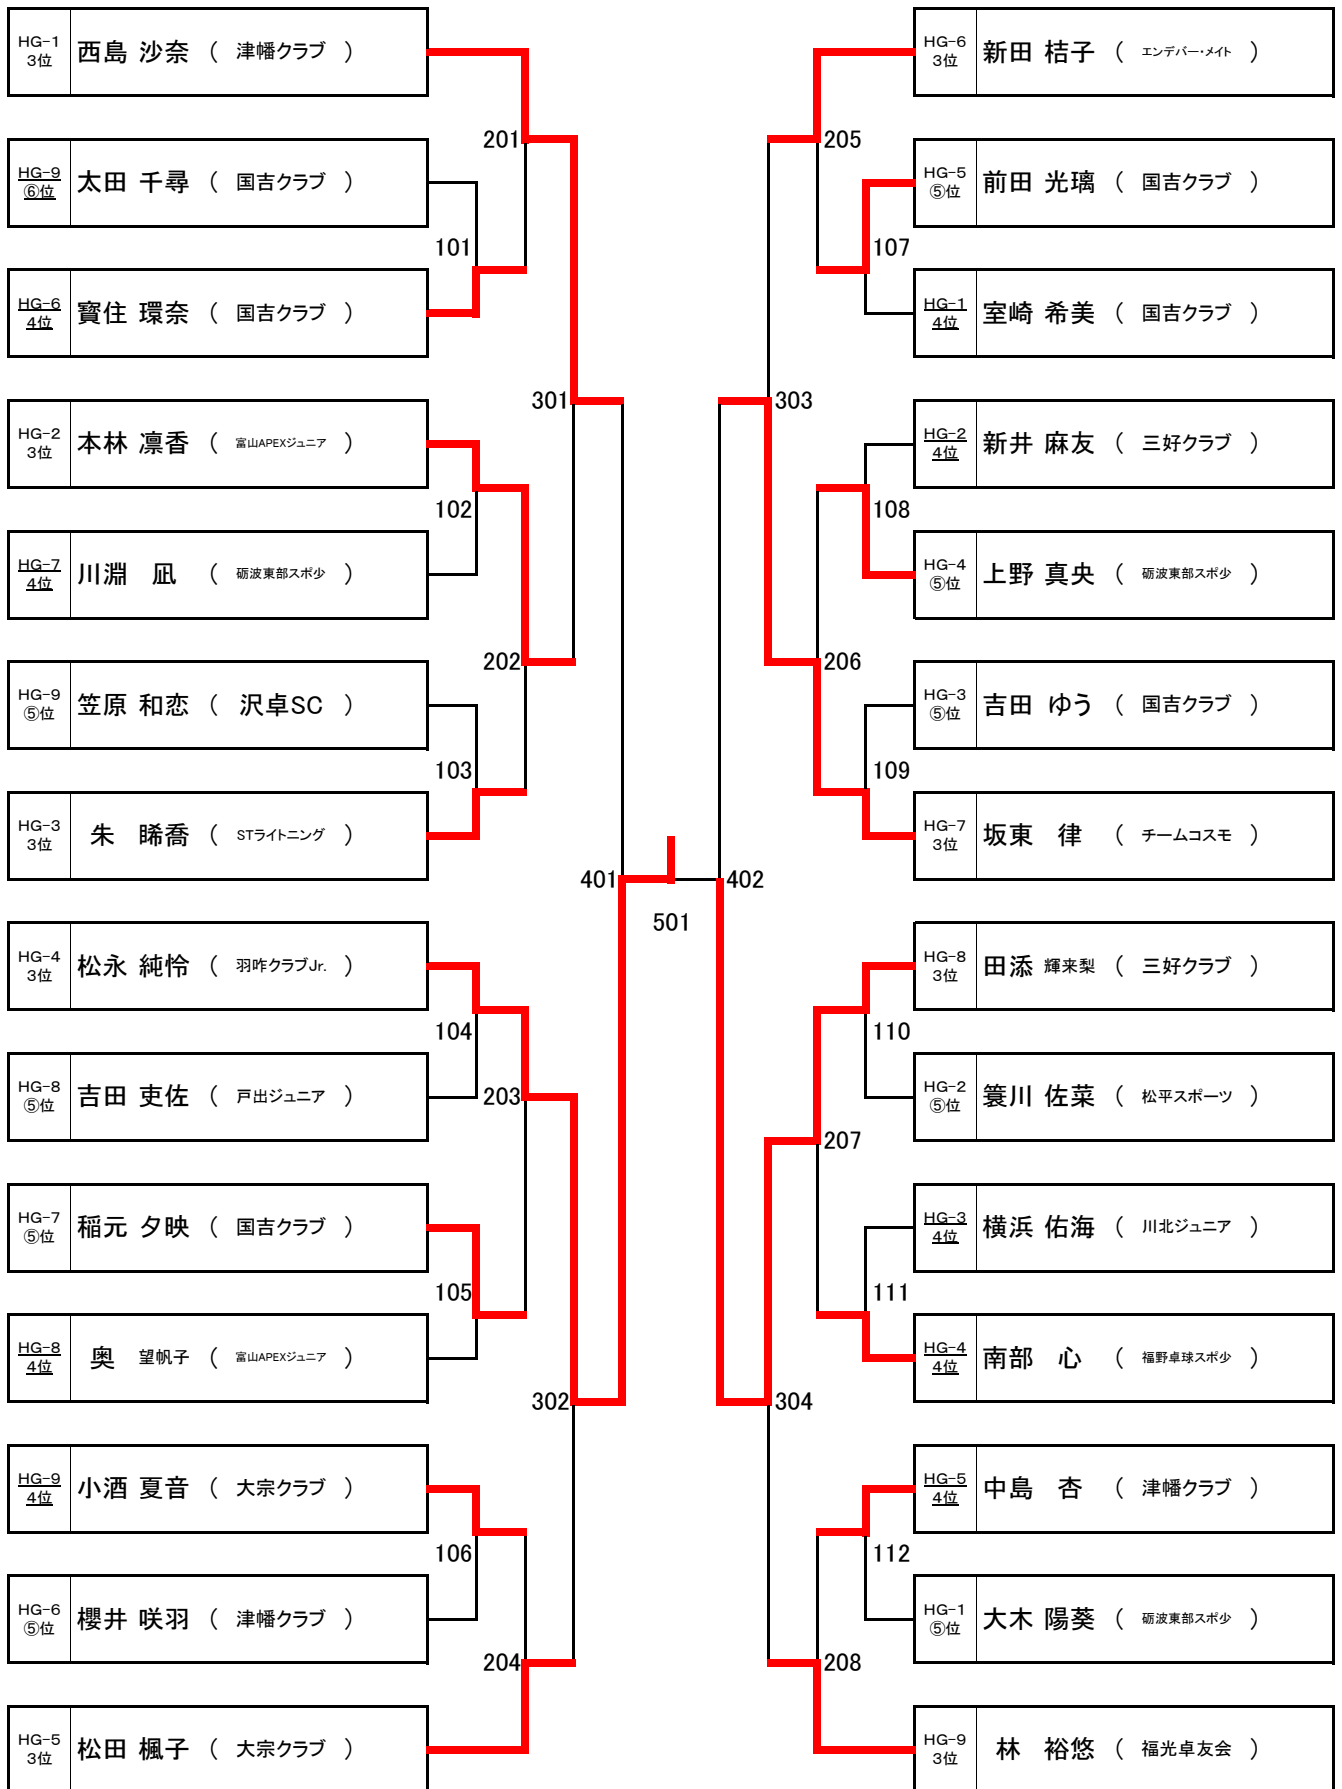 HG-1 3位 西島 沙奈 ( 津幡クラブ )
201
HG-9 ⑥位 太田 千尋 ( 国吉クラブ )
101
HG-6 4位 寳住 環奈 ( 国吉クラブ )
301
HG-2 3位 本林 凛香 ( 富山APEXジュニア )
102
HG-7 4位 川淵 凪 ( 砺波東部スポ少 )
202
HG-9 ⑤位 笠原 和恋 ( 沢卓SC )
103
HG-3 3位 朱 晞喬 ( STライトニング )
401
HG-4 3位 松永 純怜 ( 羽咋クラブJr. )
104
HG-8 ⑤位 吉田 吏佐 ( 戸出ジュニア )
203
HG-7 ⑤位 稲元 夕映 ( 国吉クラブ )
105
HG-8 4位 奥 望帆子 ( 富山APEXジュニア )
302
HG-9 4位 小酒 夏音 ( 大宗クラブ )
106
HG-6 ⑤位 櫻井 咲羽 ( 津幡クラブ )
204
HG-5 3位 松田 楓子 ( 大宗クラブ )
501
HG-6 3位 新田 桔子 ( エンデバー・メイト )
205
HG-5 ⑤位 前田 光璃 ( 国吉クラブ )
107
HG-1 4位 室崎 希美 ( 国吉クラブ )
303
HG-2 4位 新井 麻友 ( 三好クラブ )
108
HG-4 ⑤位 上野 真央 ( 砺波東部スポ少 )
206
HG-3 ⑤位 吉田 ゆう ( 国吉クラブ )
109
HG-7 3位 坂東 律 ( チームコスモ )
402
HG-8 3位 田添 輝来梨 ( 三好クラブ )
110
HG-2 ⑤位 簑川 佐菜 ( 松平スポーツ )
207
HG-3 4位 横浜 佑海 ( 川北ジュニア )
111
HG-4 4位 南部 心 ( 福野卓球スポ少 )
304
HG-5 4位 中島 杏 ( 津幡クラブ )
112
HG-1 ⑤位 大木 陽葵 ( 砺波東部スポ少 )
208
HG-9 3位 林 裕悠 ( 福光卓友会 )